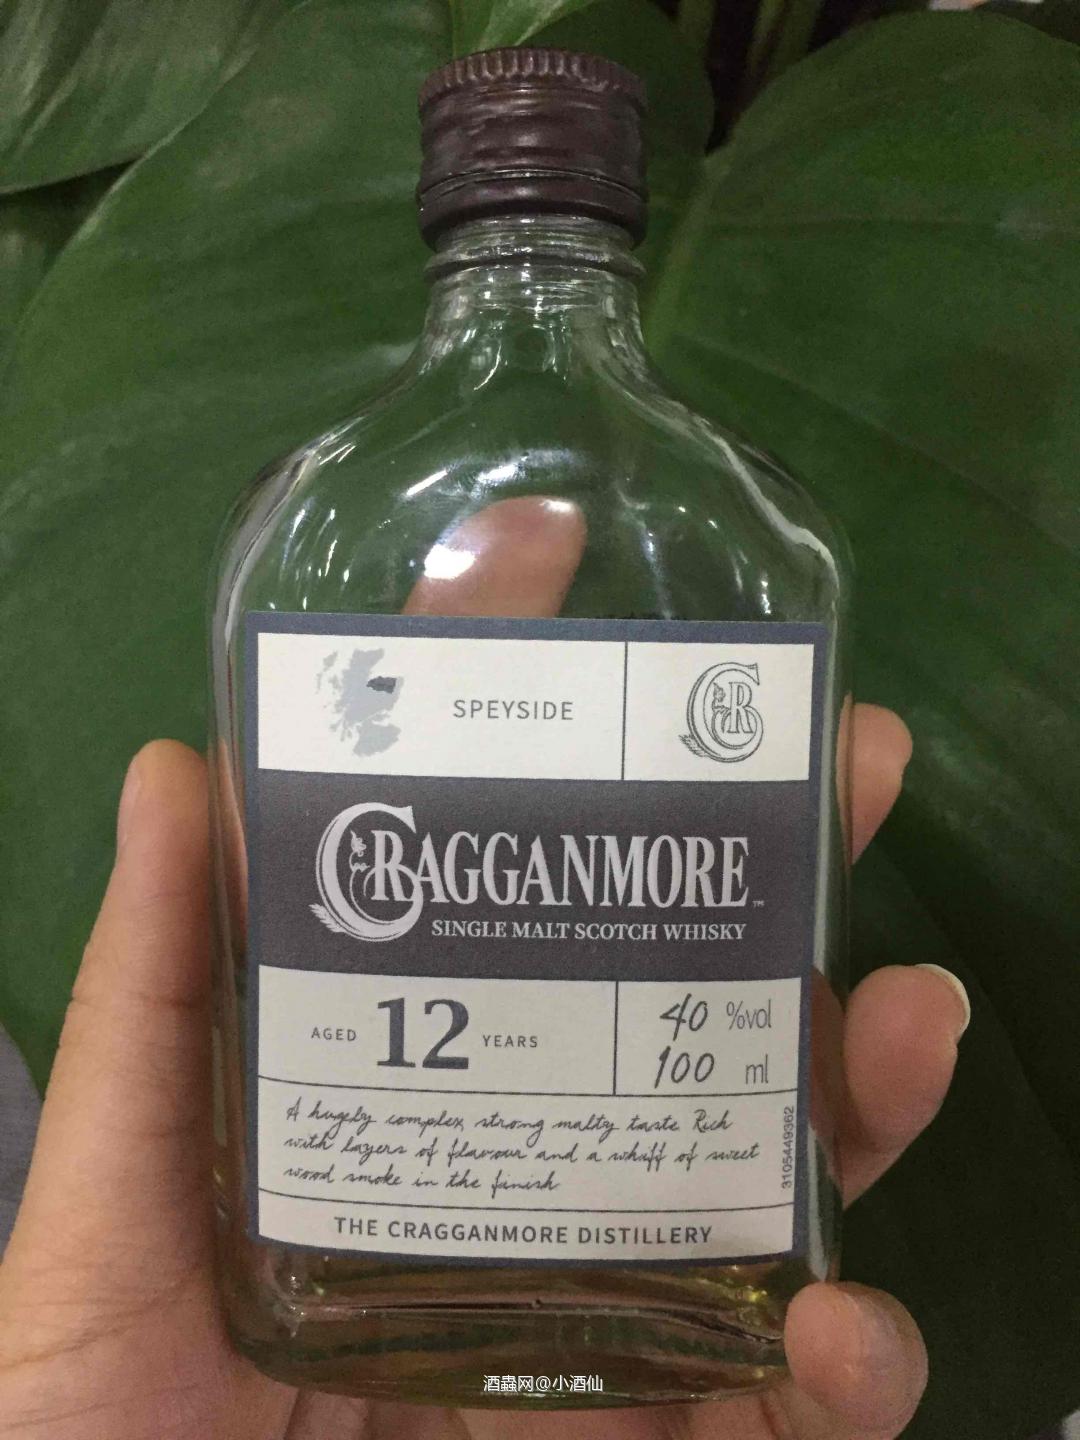 SPEYSIDE
CR
CRAGGANMORE™
SINGLE MALT SCOTCH WHISKY
AGED 12 YEARS
40 %vol
100 ml
A hugely complex, strong malty taste Rich
with layers of flavour and a whiff of sweet
wood smoke in the finish
3105449362
THE CRAGGANMORE DISTILLERY
酒蟲网@小酒仙